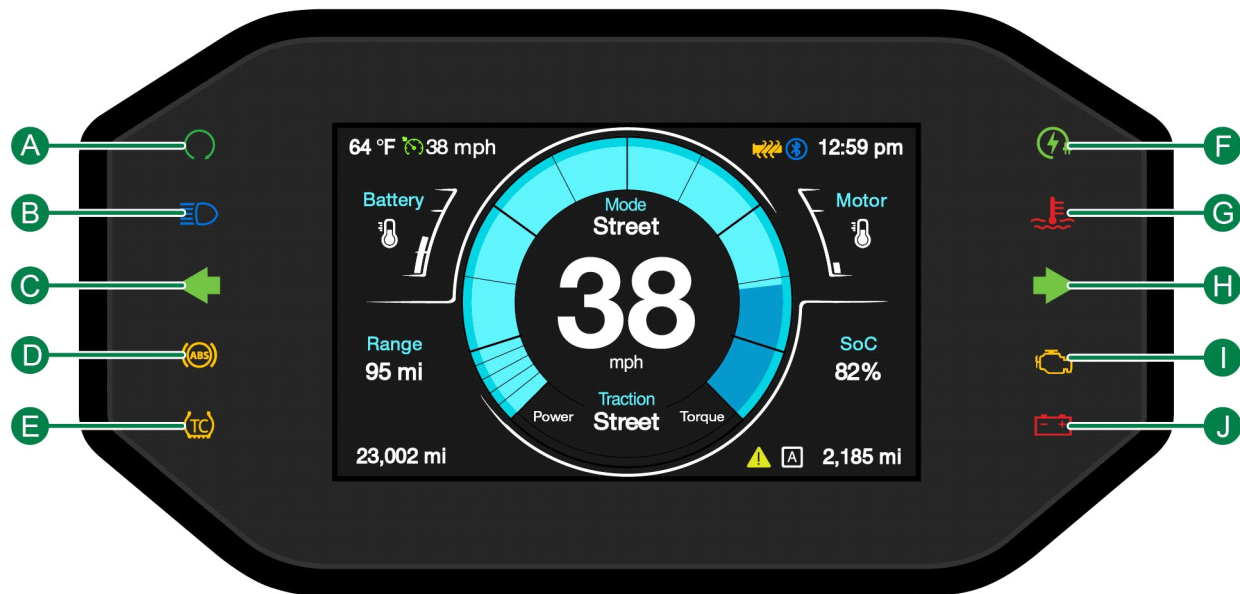 A
B
C
D
E
ABS
TC
64 °F 38 mph
12:59 pm
Battery
Mode
Street
Motor
38
mph
Range
95 mi
SoC
82%
Power
Traction
Street
Torque
23,002 mi
A 2,185 mi
F
G
H
I
J